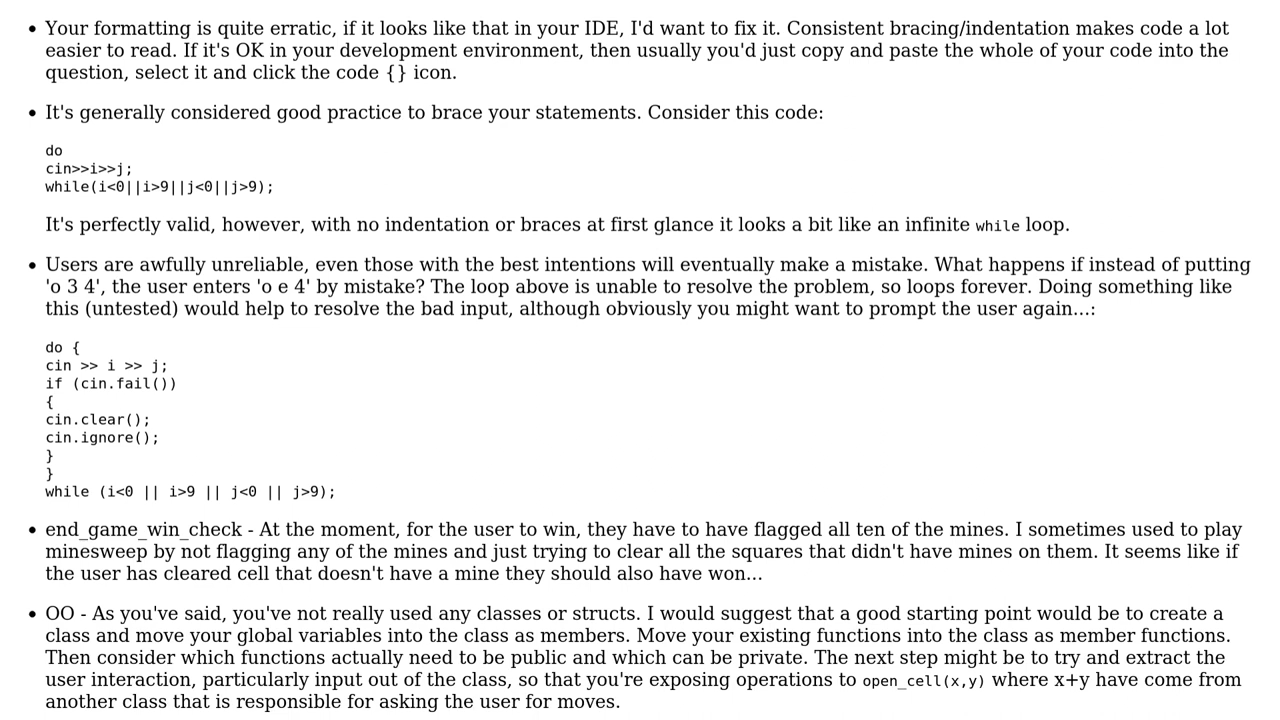 • Your formatting is quite erratic, if it looks like that in your IDE, I'd want to fix it. Consistent bracing/indentation makes code a lot
easier to read. If it's OK in your development environment, then usually you'd just copy and paste the whole of your code into the
question, select it and click the code {} icon.
• It's generally considered good practice to brace your statements. Consider this code:
do
cin>>i>>j;
while(i<0||i>9||j<0||j>9);
It's perfectly valid, however, with no indentation or braces at first glance it looks a bit like an infinite while loop.
• Users are awfully unreliable, even those with the best intentions will eventually make a mistake. What happens if instead of putting
'o 3 4', the user enters 'o e 4' by mistake? The loop above is unable to resolve the problem, so loops forever. Doing something like
this (untested) would help to resolve the bad input, although obviously you might want to prompt the user again...:
do {
cin >> i >> j;
if (cin.fail())
{
cin.clear();
cin.ignore();
}
}
while (i<0 || i>9 || j<0 || j>9);
• end_game_win_check - At the moment, for the user to win, they have to have flagged all ten of the mines. I sometimes used to play
minesweep by not flagging any of the mines and just trying to clear all the squares that didn't have mines on them. It seems like if
the user has cleared cell that doesn't have a mine they should also have won...
• OO - As you've said, you've not really used any classes or structs. I would suggest that a good starting point would be to create a
class and move your global variables into the class as members. Move your existing functions into the class as member functions.
Then consider which functions actually need to be public and which can be private. The next step might be to try and extract the
user interaction, particularly input out of the class, so that you're exposing operations to open_cell(x,y) where x+y have come from
another class that is responsible for asking the user for moves.